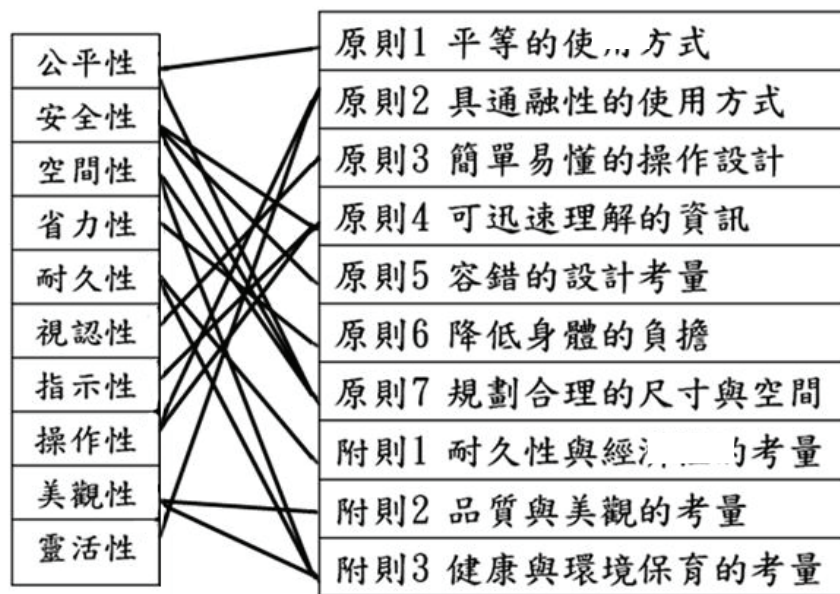 公平性
安全性
空間性
省力性
耐久性
視認性
指示性
操作性
美觀性
靈活性
原則1 平等的使 方式
原則2 具通融性的使用方式
原則3 簡單易懂的操作設計
原則4 可迅速理解的資訊
原則5 容錯的設計考量
原則6 降低身體的負擔
原則7 規劃合理的尺寸與空間
附則1 耐久性與經 的考量
附則2 品質與美觀的考量
附則3 健康與環境保育的考量